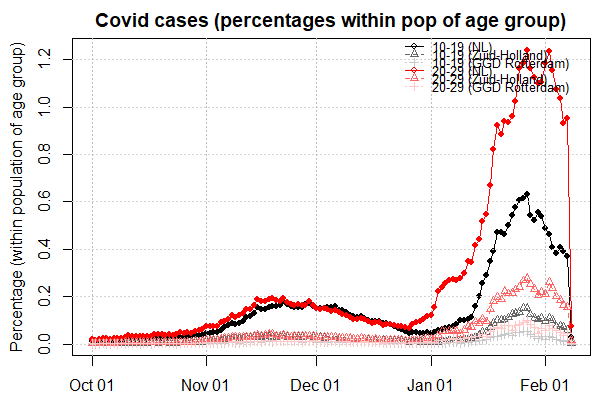 Covid cases (percentages within pop of age group)
10-19 (NL)
10-19 (Zuid-Holland)
10-19 (GGD Rotterdam)
20-29 (NL)
20-29 (Zuid-Holland)
20-29 (GGD Rotterdam)
Percentage (within population of age group)
1.2
1.0
0.8
0.6
0.4
0.2
0.0
Oct 01 Nov 01 Dec 01 Jan 01 Feb 01